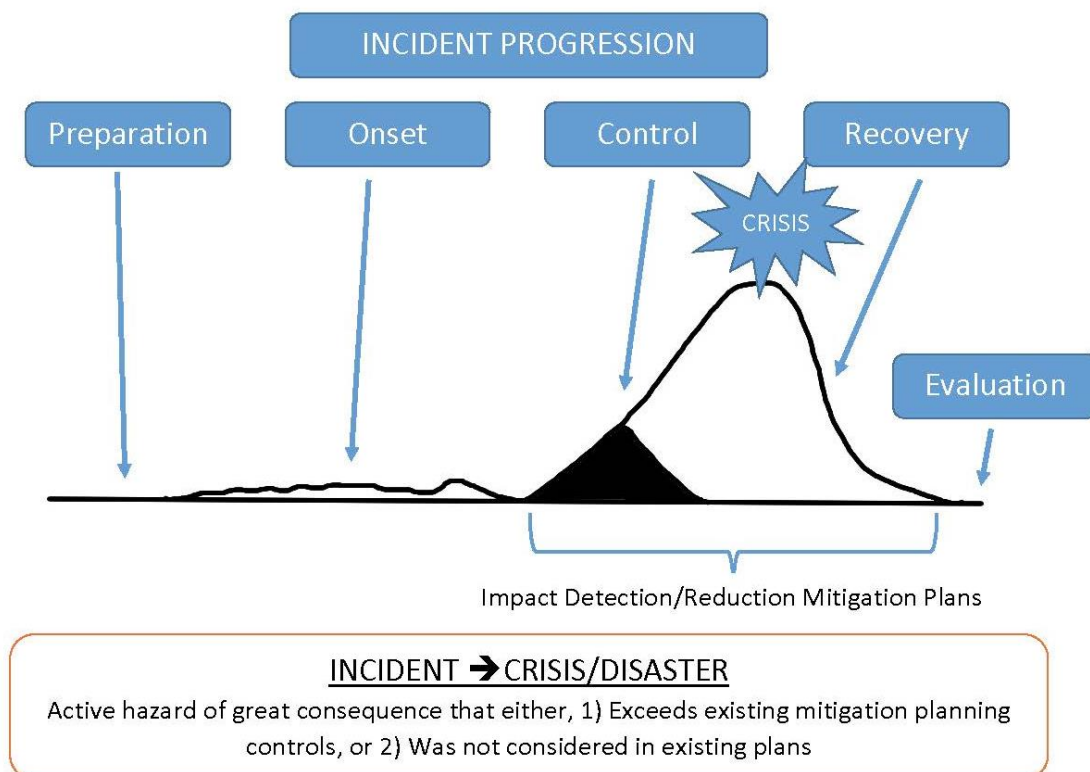 INCIDENT PROGRESSION
Preparation
Onset
Control
Recovery
CRISIS
Evaluation
Impact Detection/Reduction Mitigation Plans
INCIDENT ➔ CRISIS/DISASTER
Active hazard of great consequence that either, 1) Exceeds existing mitigation planning
controls, or 2) Was not considered in existing plans